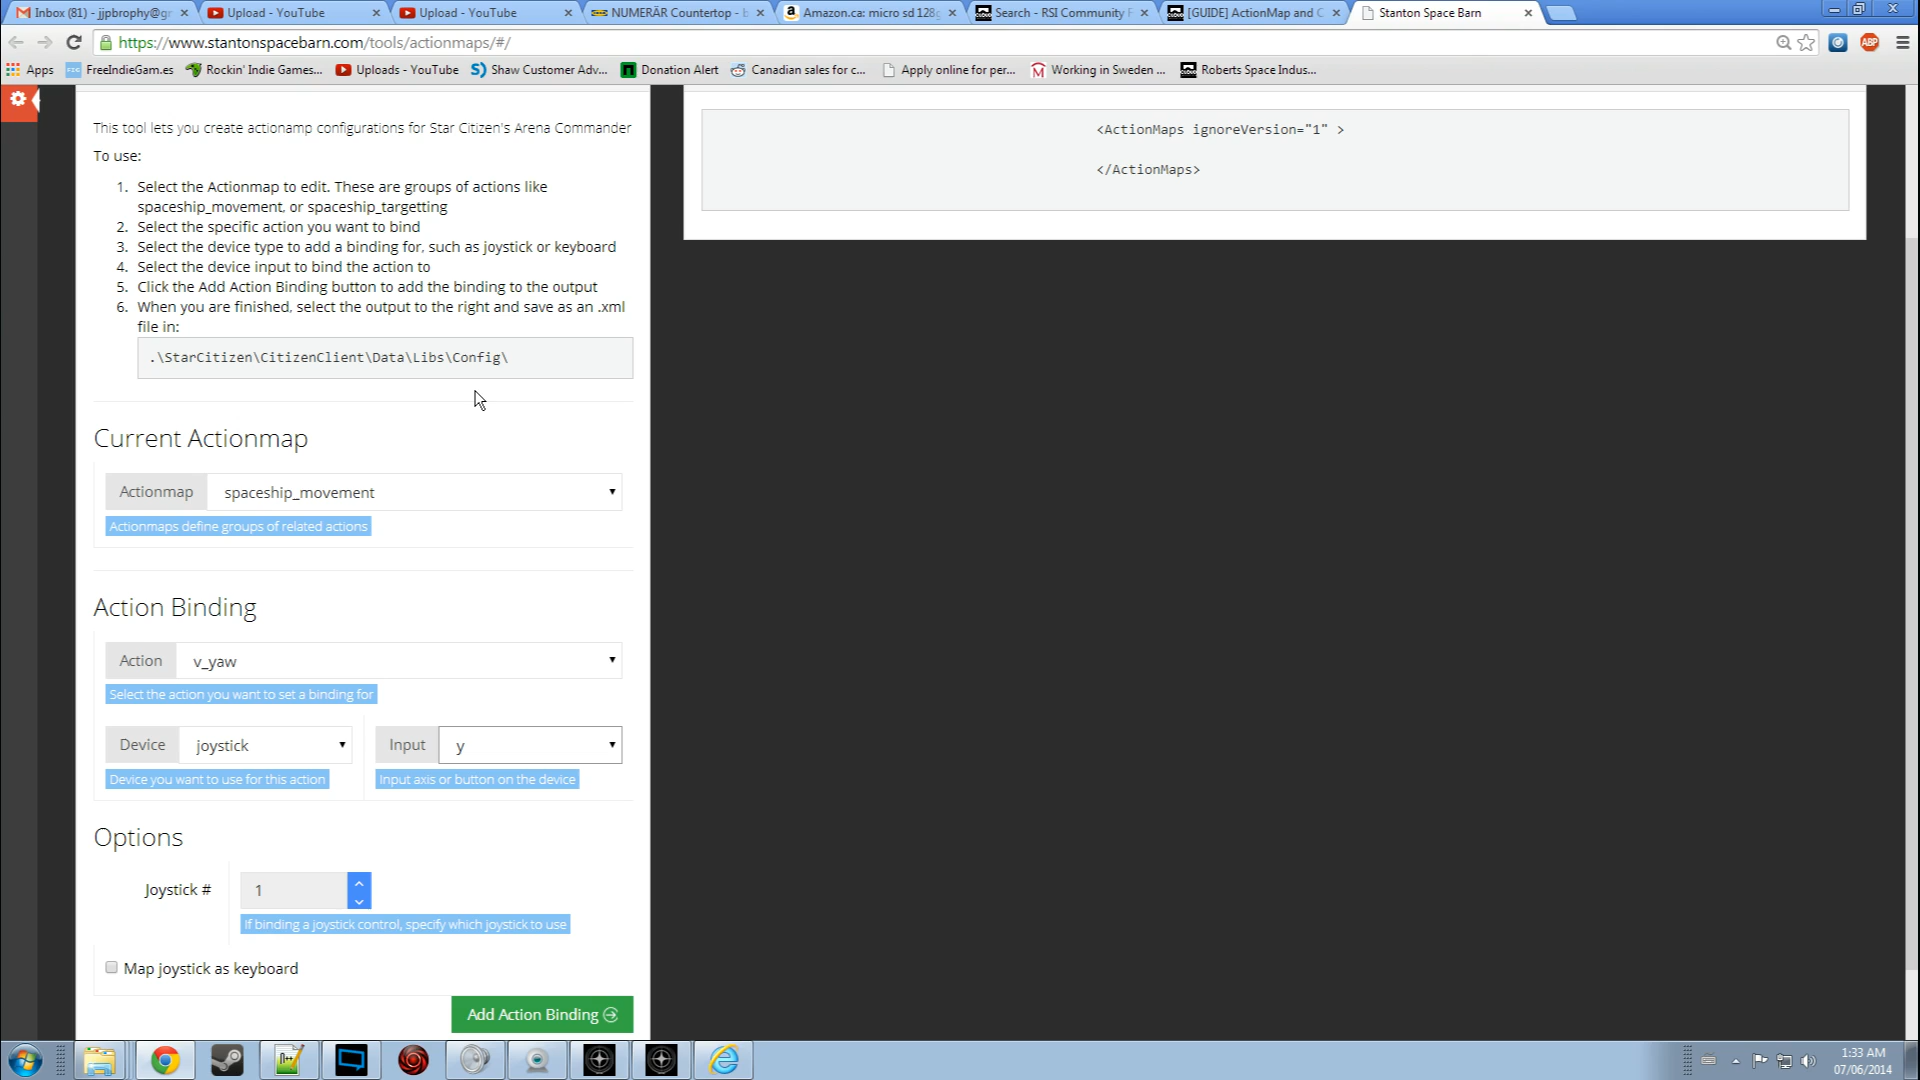 Inbox (81) - jjpbrophy@gr
Upload - YouTube
Upload - YouTube
NUMERÄR Countertop - b
Amazon.ca: micro sd 128g
Search - RSI Community F
[GUIDE] ActionMap and C
Stanton Space Barn
https://www.stantonspacebarn.com/tools/actionmaps/#/
ABP
Apps
FreeIndieGam.es
Rockin' Indie Games...
Uploads - YouTube
Shaw Customer Adv...
Donation Alert
Canadian sales for c...
Apply online for per...
Working in Sweden ...
Roberts Space Indus...
This tool lets you create actionamp configurations for Star Citizen's Arena Commander
To use:
1. Select the Actionmap to edit. These are groups of actions like
spaceship_movement, or spaceship_targetting
2. Select the specific action you want to bind
3. Select the device type to add a binding for, such as joystick or keyboard
4. Select the device input to bind the action to
5. Click the Add Action Binding button to add the binding to the output
6. When you are finished, select the output to the right and save as an .xml
file in:
.\StarCitizen\CitizenClient\Data\Libs\Config\
Current Actionmap
Actionmap spaceship_movement
Actionmaps define groups of related actions
Action Binding
Action v_yaw
Select the action you want to set a binding for
Device joystick
Input y
Device you want to use for this action
Input axis or button on the device
Options
Joystick # 1
If binding a joystick control, specify which joystick to use
Map joystick as keyboard
Add Action Binding
<ActionMaps ignoreVersion="1" >
</ActionMaps>
1:33 AM
07/06/2014